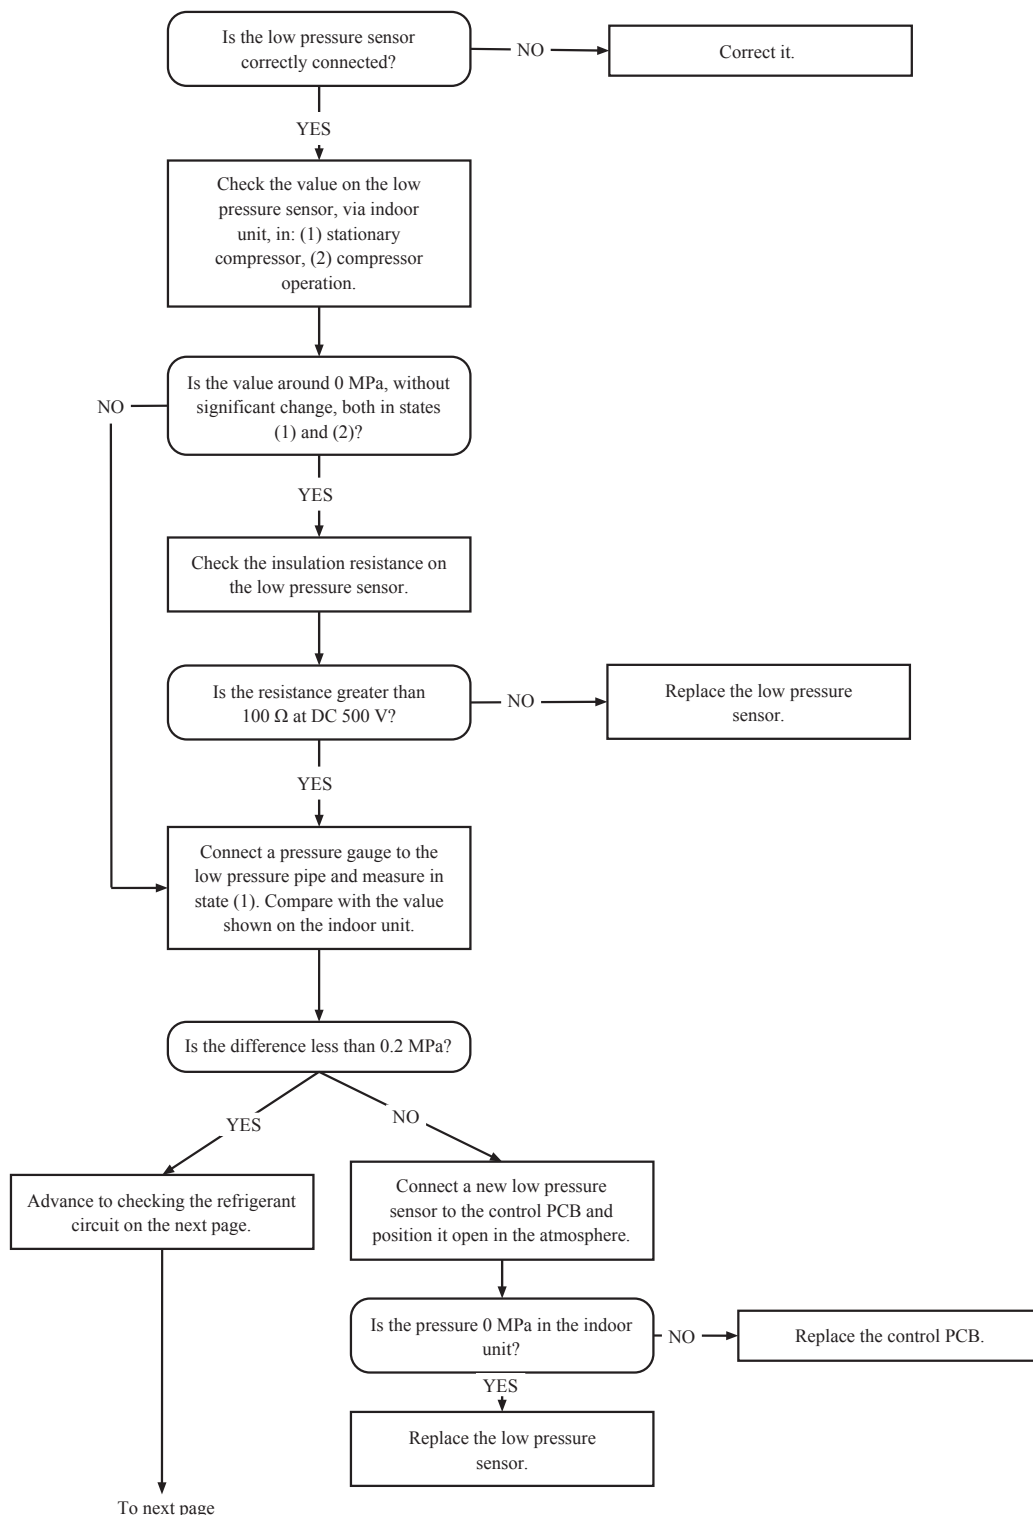 Is the low pressure sensor
correctly connected?
NO
Correct it.
YES
Check the value on the low
pressure sensor, via indoor
unit, in: (1) stationary
compressor, (2) compressor
operation.
Is the value around 0 MPa, without
significant change, both in states
(1) and (2)?
NO
YES
Check the insulation resistance on
the low pressure sensor.
Is the resistance greater than
100 Ω at DC 500 V?
NO
Replace the low pressure
sensor.
YES
Connect a pressure gauge to the
low pressure pipe and measure in
state (1). Compare with the value
shown on the indoor unit.
Is the difference less than 0.2 MPa?
YES
NO
Advance to checking the refrigerant
circuit on the next page.
Connect a new low pressure
sensor to the control PCB and
position it open in the atmosphere.
Is the pressure 0 MPa in the indoor
unit?
NO
Replace the control PCB.
YES
Replace the low pressure
sensor.
To next page